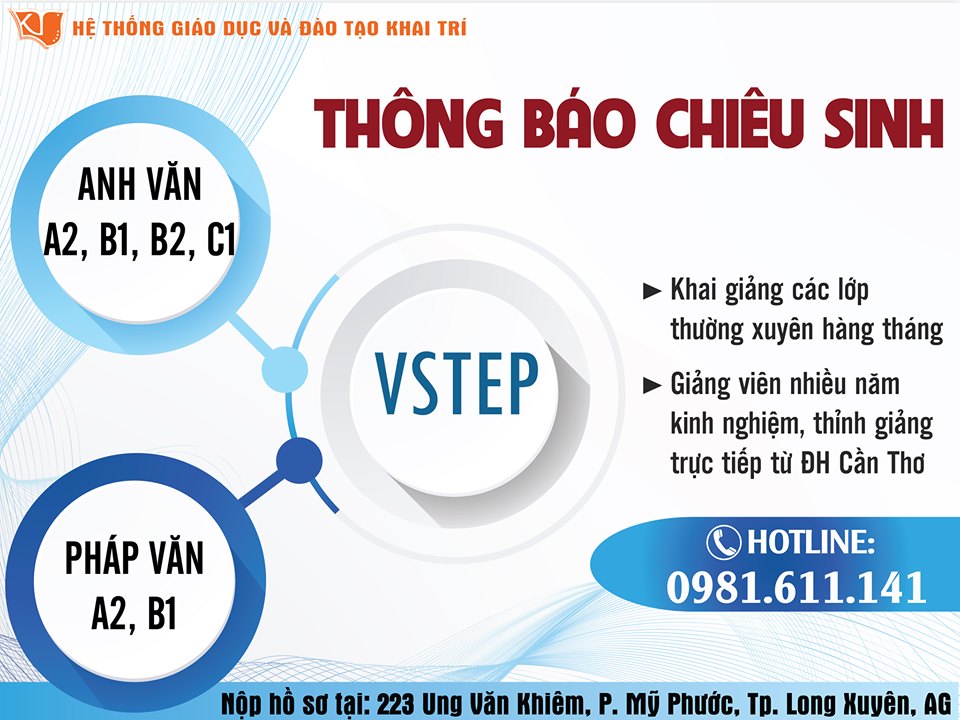 KT
HỆ THỐNG GIÁO DỤC VÀ ĐÀO TẠO KHAI TRÍ
THÔNG BÁO CHIÊU SINH
ANH VĂN
A2, B1, B2, C1
VSTEP
PHÁP VĂN
A2, B1
► Khai giảng các lớp
thường xuyên hàng tháng
► Giảng viên nhiều năm
kinh nghiệm, thỉnh giảng
trực tiếp từ ĐH Cần Thơ
HOTLINE:
0981.611.141
Nộp hồ sơ tại: 223 Ung Văn Khiêm, P. Mỹ Phước, Tp. Long Xuyên, AG